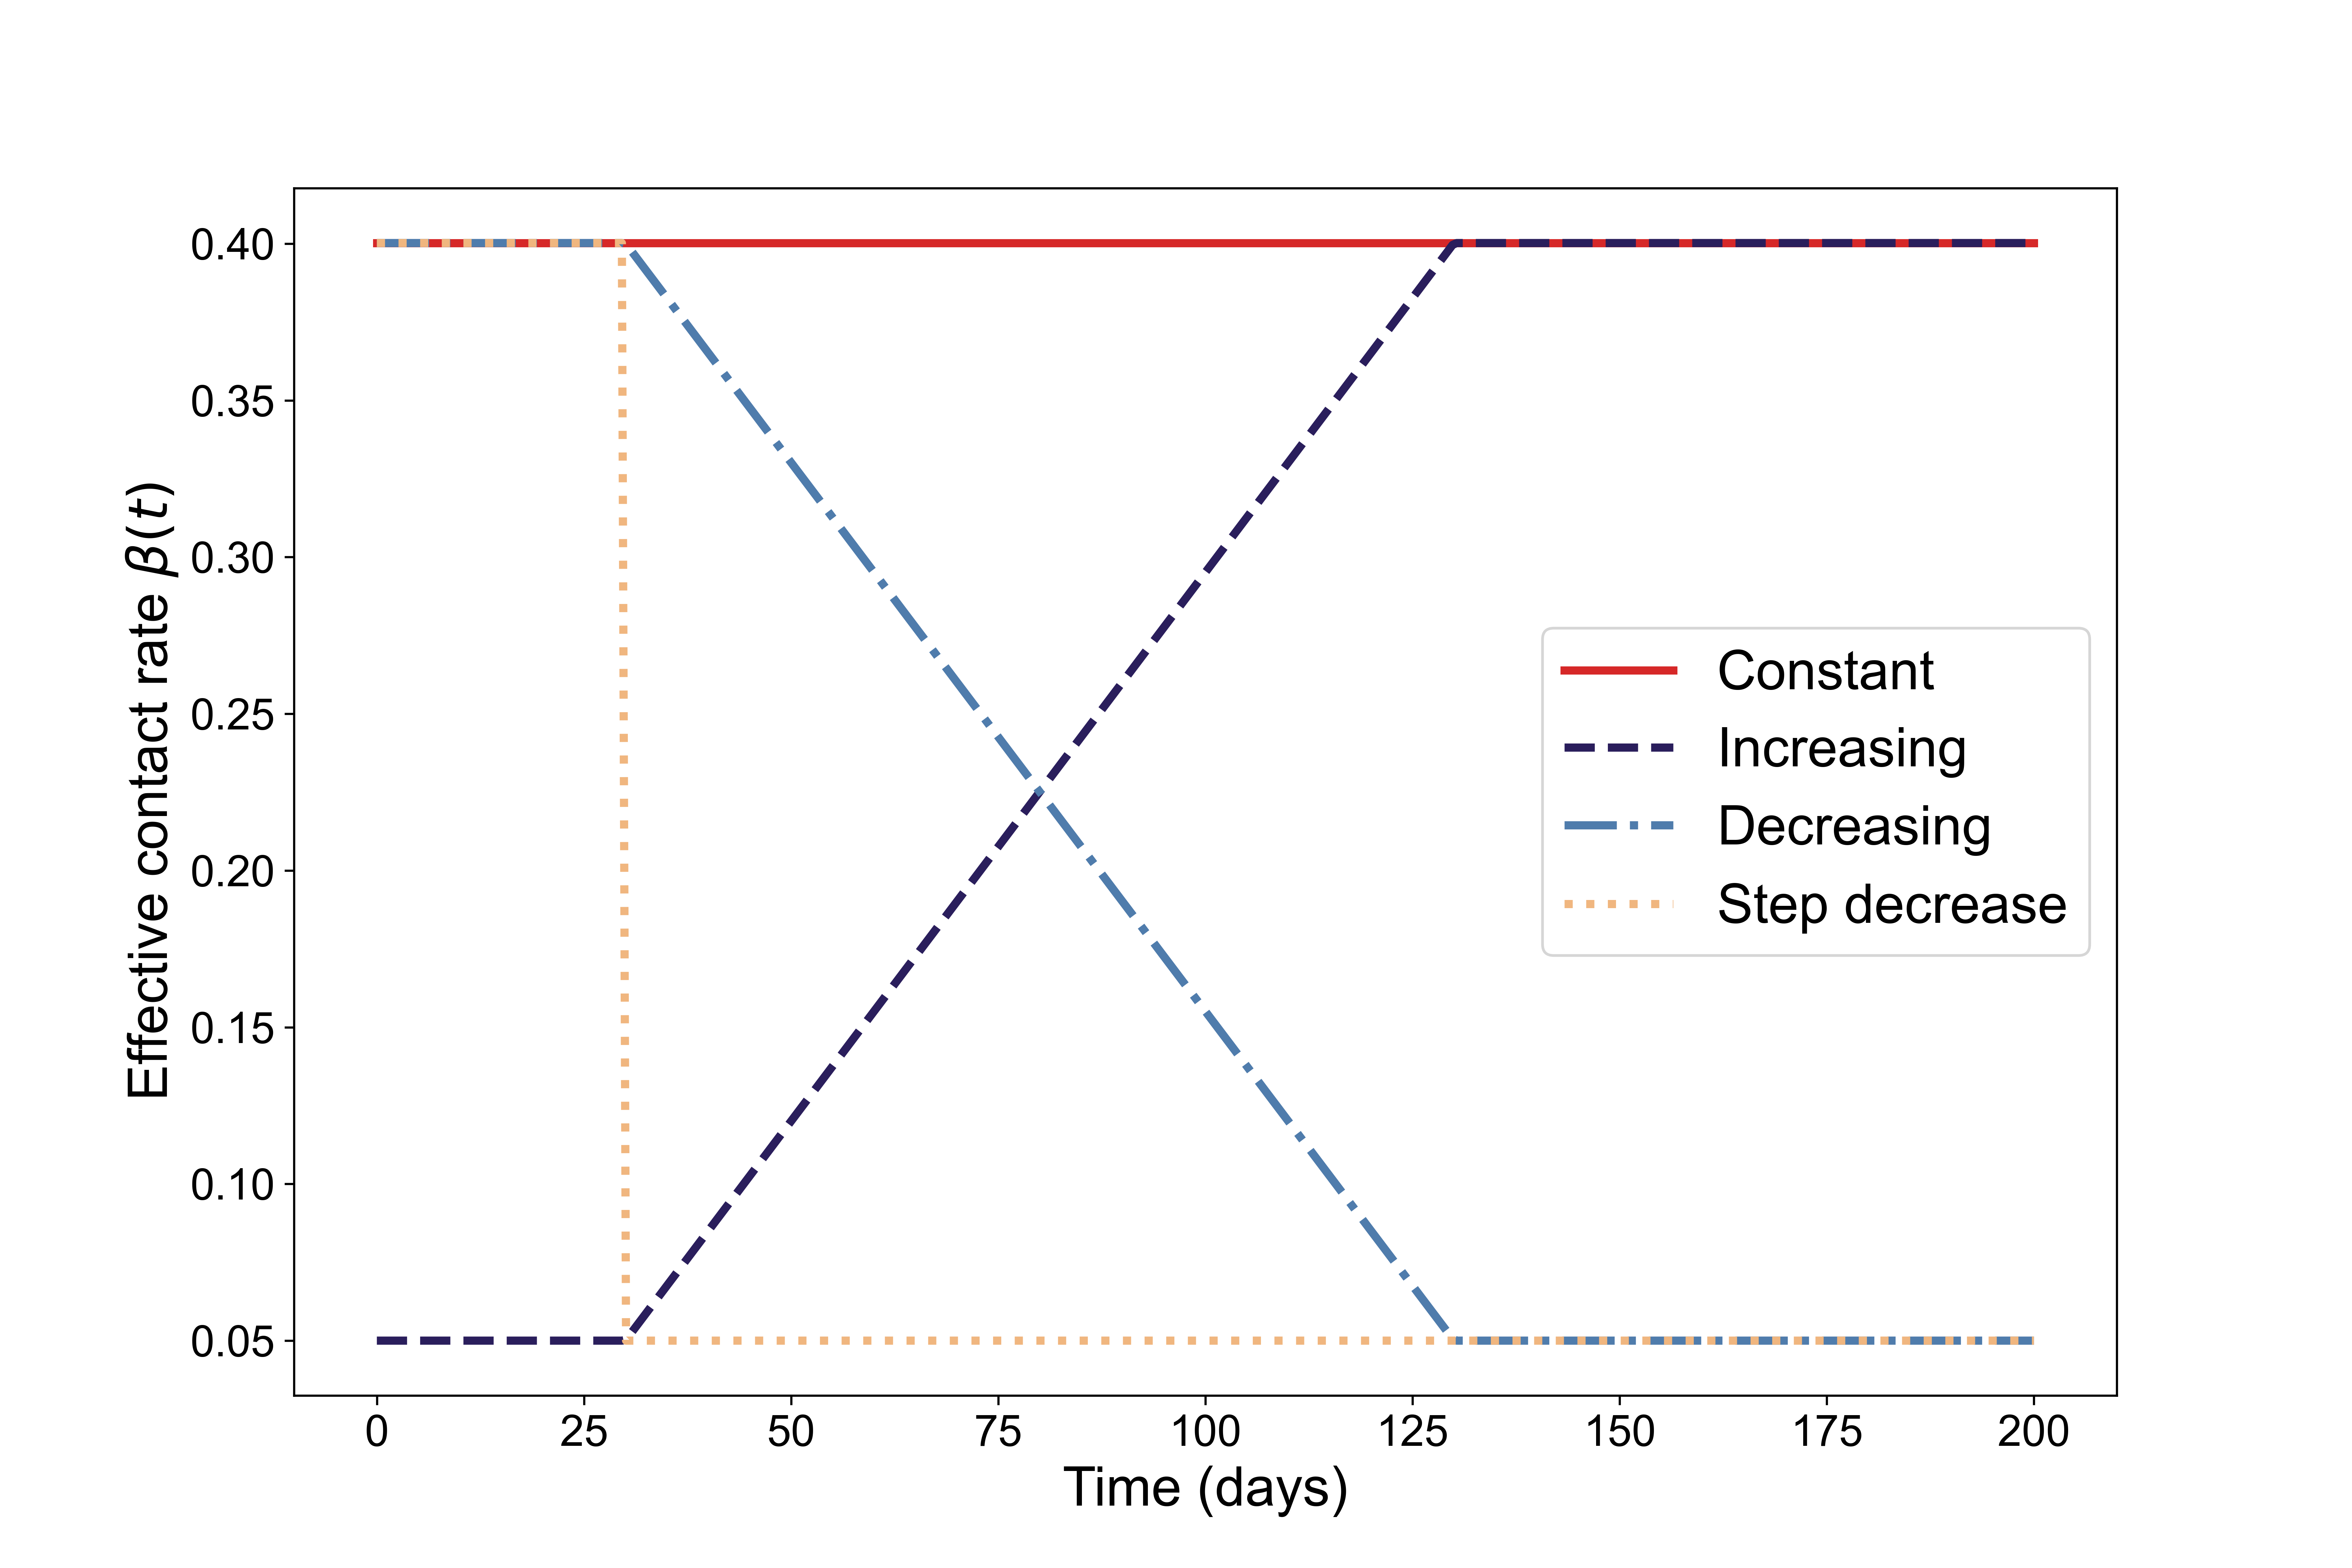 0.40
0.35
0.30
0.25
0.20
0.15
0.10
0.05
Effective contact rate β(t)
Constant
Increasing
Decreasing
Step decrease
0 25 50 75 100 125 150 175 200
Time (days)